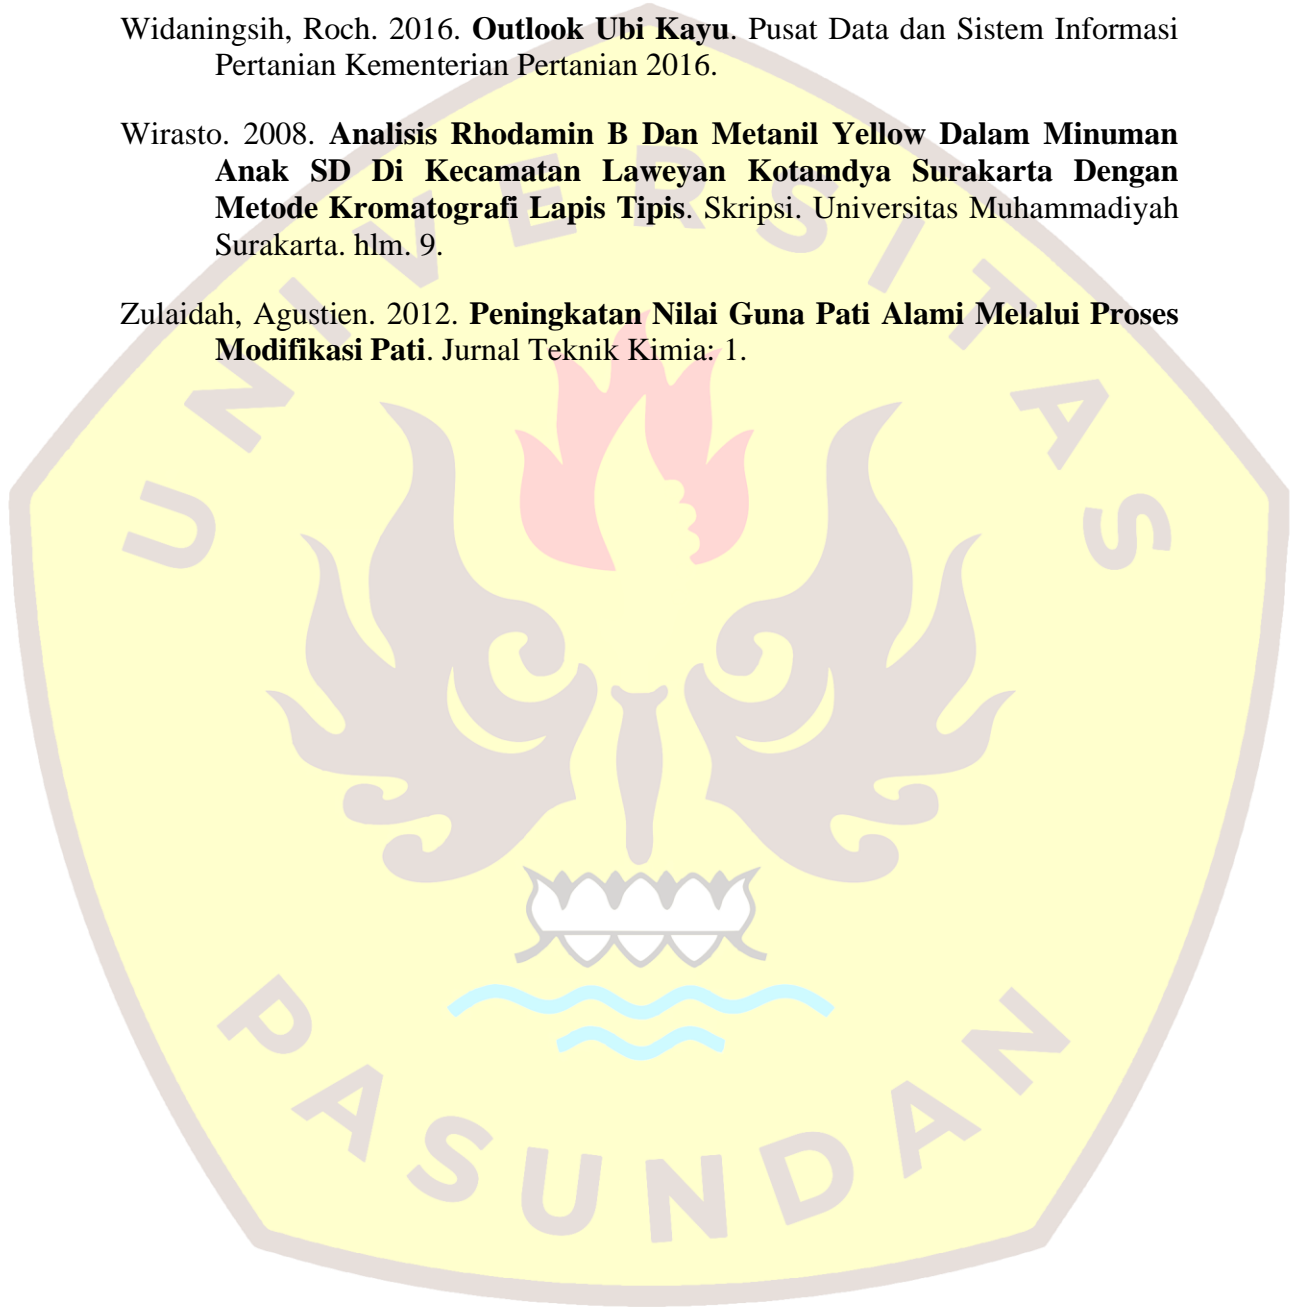 Widaningsih, Roch. 2016. Outlook Ubi Kayu. Pusat Data dan Sistem Informasi
Pertanian Kementerian Pertanian 2016.
Wirasto. 2008. Analisis Rhodamin B Dan Metanil Yellow Dalam Minuman
Anak SD Di Kecamatan Laweyan Kotamdya Surakarta Dengan
Metode Kromatografi Lapis Tipis. Skripsi. Universitas Muhammadiyah
Surakarta. hlm. 9.
Zulaidah, Agustien. 2012. Peningkatan Nilai Guna Pati Alami Melalui Proses
Modifikasi Pati. Jurnal Teknik Kimia: 1.
UNIVERSITAS
PASUNDAN